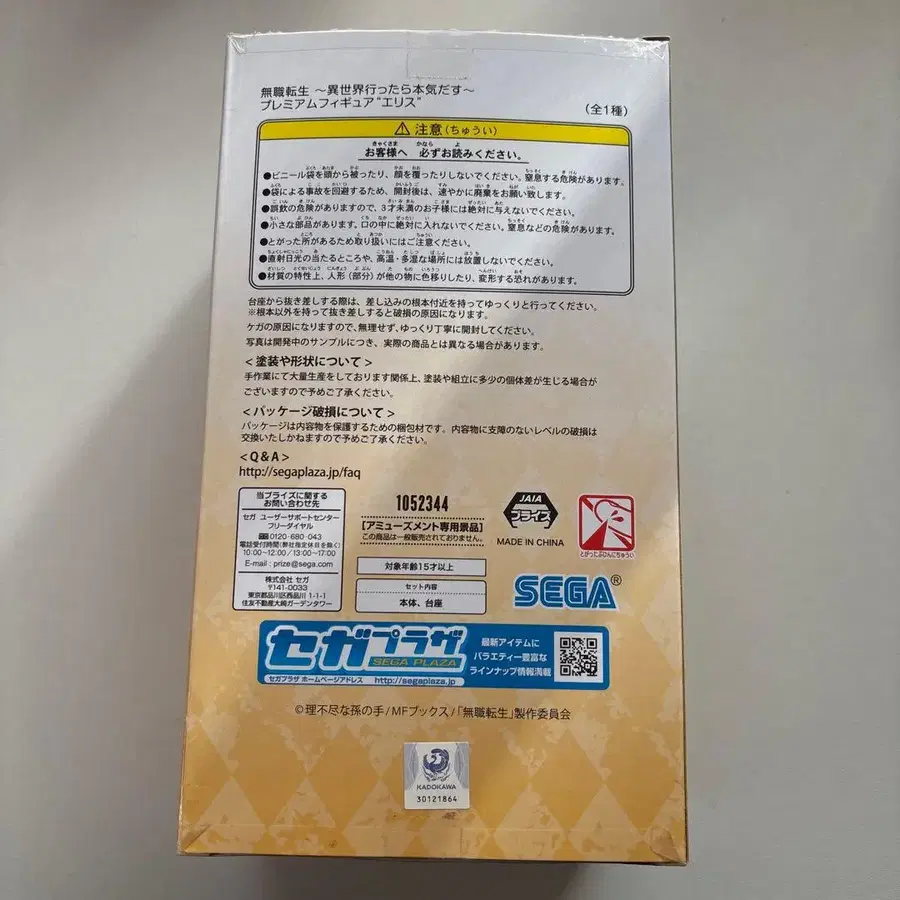 無職転生 ～異世界行ったら本気だす～
プレミアムフィギュア"エリス"
（全1種）
⚠ 注意（ちゅうい）
お客様へ 必ずお読みください。
●ビニール袋を頭から被ったり、顔を覆ったりしないでください。窒息する危険があります。
●袋による事故を回避するため、開封後は、速やかに廃棄をお願い致します。
●誤飲の危険がありますので、3才未満のお子様には絶対に与えないでください。
●小さな部品があります。口の中に絶対に入れないでください。窒息などの危険があります。
●とがった所があるため取り扱いにはご注意ください。
●直射日光の当たるところや、高温・多湿な場所には放置しないでください。
●材質の特性上、人形（部分）が他の物に色移りしたり、変形する恐れがあります。
台座から抜き差しする際は、差し込みの根本付近を持ってゆっくりと行ってください。
※根本以外を持って抜き差しすると破損の原因になります。
ケガの原因になりますので、無理せず、ゆっくり丁寧に開封してください。
写真は開発中のサンプルにつき、実際の商品とは異なる場合があります。
＜塗装や形状について＞
手作業にて大量生産をしております関係上、塗装や組立に多少の個体差が生じる場合が
ございますので予めご了承ください。
＜パッケージ破損について＞
パッケージは内容物を保護するための梱包材です。内容物に支障のないレベルの破損は
交換いたしかねますので予めご了承ください。
＜Q&A＞
http://segaplaza.jp/faq
当プライズに関する
お問い合わせ先
セガ ユーザーサポートセンター
フリーダイヤル
0120-680-043
電話受付時間（弊社指定休日を除く）
10:00～12:00/13:00～17:00
E-mail : prize@sega.com
株式会社 セガ
〒141-0033
東京都品川区西品川 1-1-1
住友不動産大崎ガーデンタワー
1052344
［アミューズメント専用景品］
この商品は一般販売されておりません。
対象年齢15才以上
セット内容
本体、台座
JAIA
プライズ
MADE IN CHINA
とがったぶひんにちゅうい
SEGA®
セガプラザ
SEGA PLAZA
セガプラザ ホームページアドレス http://segaplaza.jp
最新アイテムに
バラエティー豊富な
ラインナップ情報満載
©理不尽な孫の手/MFブックス/「無職転生」製作委員会
KADOKAWA
30121864